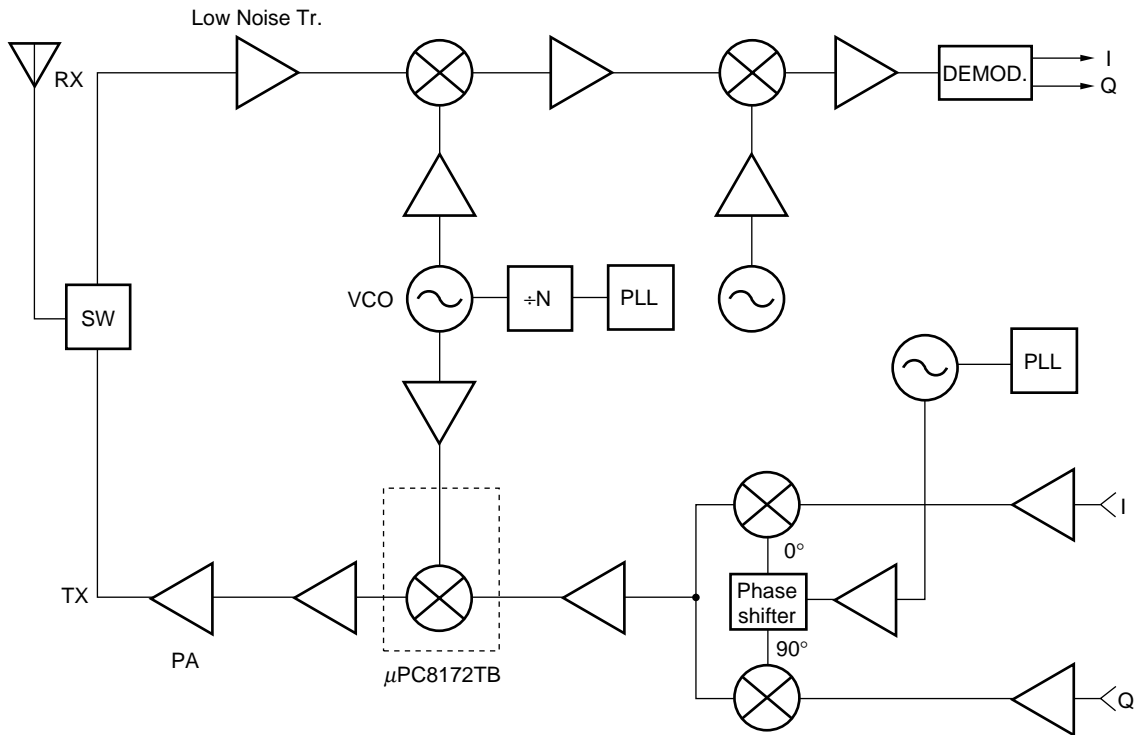 Low Noise Tr.
RX
DEMOD.
I
Q
SW
VCO
÷N
PLL
PLL
I
0°
TX
Phase
shifter
PA
μPC8172TB
90°
Q